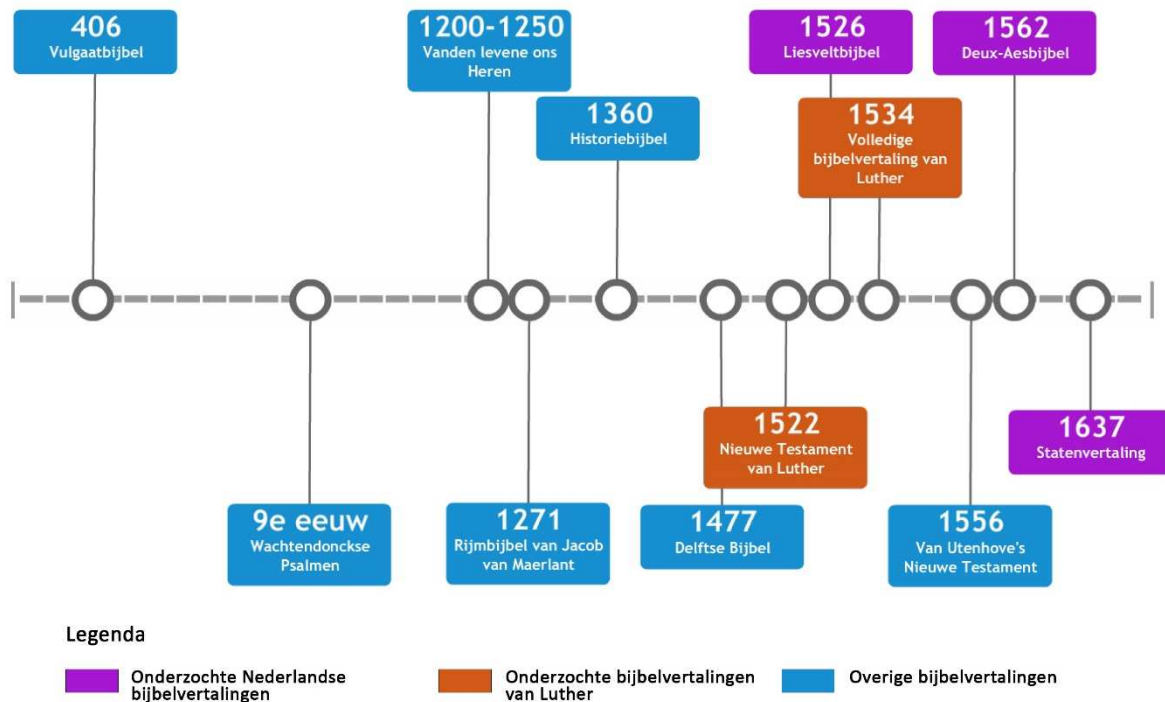 406
Vulgaatbijbel
1200-1250
Vanden levene ons
Heren
1360
Historiebijbel
1526
Liesveltbijbel
1534
Volledige
bijbelvertaling van
Luther
1562
Deux-Aesbijbel
9e eeuw
Wachtendonckse
Psalmen
1271
Rijmbijbel van Jacob
van Maerlant
1477
Delftse Bijbel
1522
Nieuwe Testament
van Luther
1556
Van Utenhove's
Nieuwe Testament
1637
Statenvertaling
Legenda
Onderzochte Nederlandse
bijbelvertalingen
Onderzochte bijbelvertalingen
van Luther
Overige bijbelvertalingen